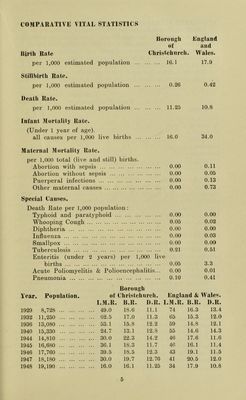 COMPARATIVE VITAL STATISTICS
Borough England
of and
Birth Rate Christchurch. Wales.
per 1,000 estimated population ... ... ... 16.1 17.9
Stillbirth Rate.
per 1,000 estimated population ... ... ... 0.26 0.42
Death Rate.
per 1,000 estimated population ... ... ... 11.25 10.8
Infant Mortality Rate.
(Under 1 year of age).
all causes per 1,000 live births ... ... ... 16.0 34.0
Maternal Mortality Rate.
per 1,000 total (live and still) births.
Abortion with sepsis ... ... ... ... ... 0.00 0.11
Abortion without sepsis ... ... ... ... 0.00 0.05
Puerperal infections ... ... ... ... ... 0.00 0.13
Other maternal causes ... ... ... ... ... 0.00 0.73
Special Causes.
Death Rate per 1,000 population:
Typhoid and paratyphoid ... ... ... ... 0.00 0.00
Whooping Cough ... ... ... ... ... ... 0.05 0.02
Diphtheria ... ... ... ... ... ... ... 0.00 0.00
Influenza ... ... ... ... ... ... ... 0.00 0.03
Smallpox ... ... ... ... ... ... ... 0.00 0.00
Tuberculosis ... ... ... ... ... ... ... 0.21 0.51
Enteritis (under 2 years) per 1,000 live
births ... ... ... ... ... ... ... 0.05 3.3
Acute Poliomyelitis & Polioencephalitis... 0.00 0.01
Pneumonia ... ... ... ... ... ... ... 0.10 0.41
Borough
Year. Population. of Christchurch. England & Wales.
I.M.R. B.R. D.R. I.M.R. B.R. D.R.
1929 8,728 ... ... ... ... 49.0 18.6 11.1 74 16.3 13.4
1932 11,250 ... ... ... ... 62.5 17.0 11.3 65 15.3 12.0
1936 13,080 ... ... ... ... 53.1 15.8 12.2 59 14.8 12.1
1940 15,330 ... ... ... ... 24.7 13.1 12.8 55 14.6 14.3
1944 14,810 ... ... ... ... 30.0 22.3 14.2 46 17.6 11.6
1945 16,680 ... ... ... ... 36.1 18.3 11.7 46 16.1 11.4
1946 17,760 ... ... ... ... 39.5 18.5 12.3 43 19.1 11.5
1947 18,180 ... ... ... ... 30.0 19.7 12.76 41 20.5 12.0
1948 19,190 ... ... ... ... 16.0 16.1 11.25 34 17.9 10.8
5